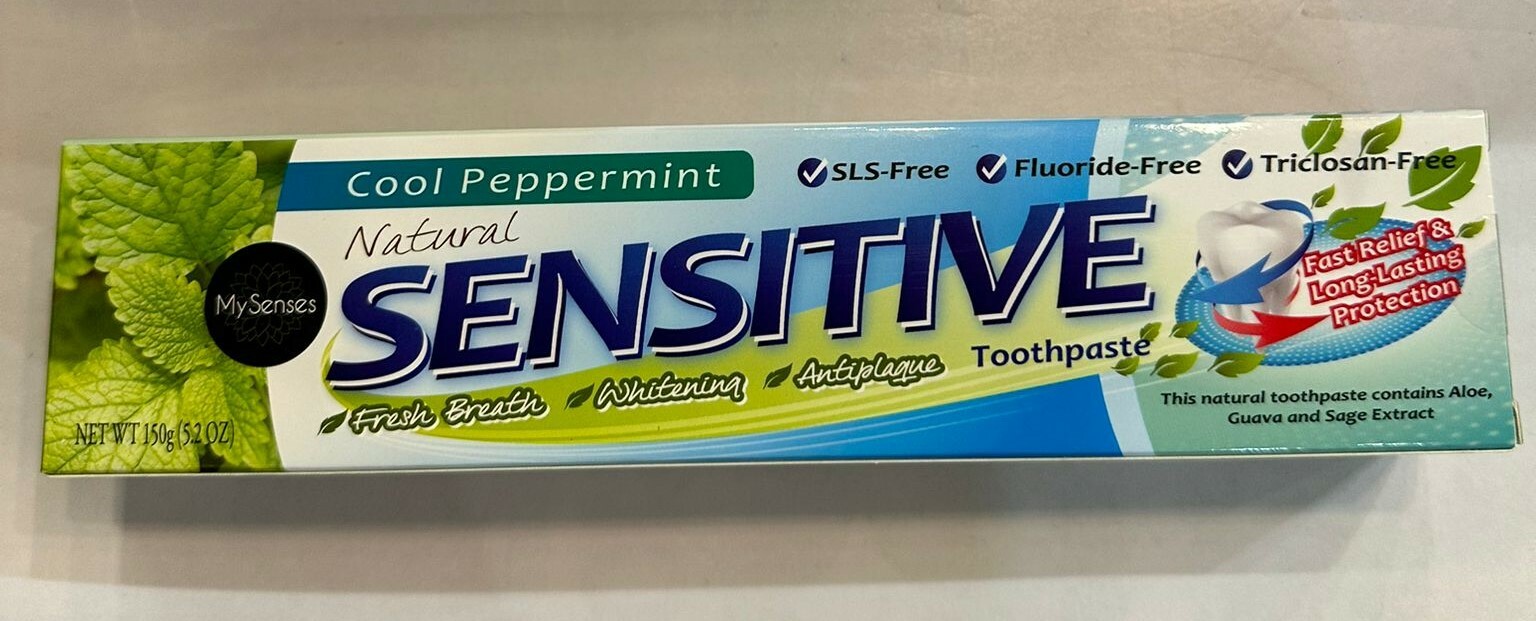 Cool Peppermint
SLS-Free
Fluoride-Free
Triclosan-Free
Natural
SENSITIVE
Toothpaste
MySenses
Fresh Breath
Whitening
Antiplaque
Fast Relief &
Long-Lasting
Protection
This natural toothpaste contains Aloe,
Guava and Sage Extract
NET WT 150g (5.2 OZ)